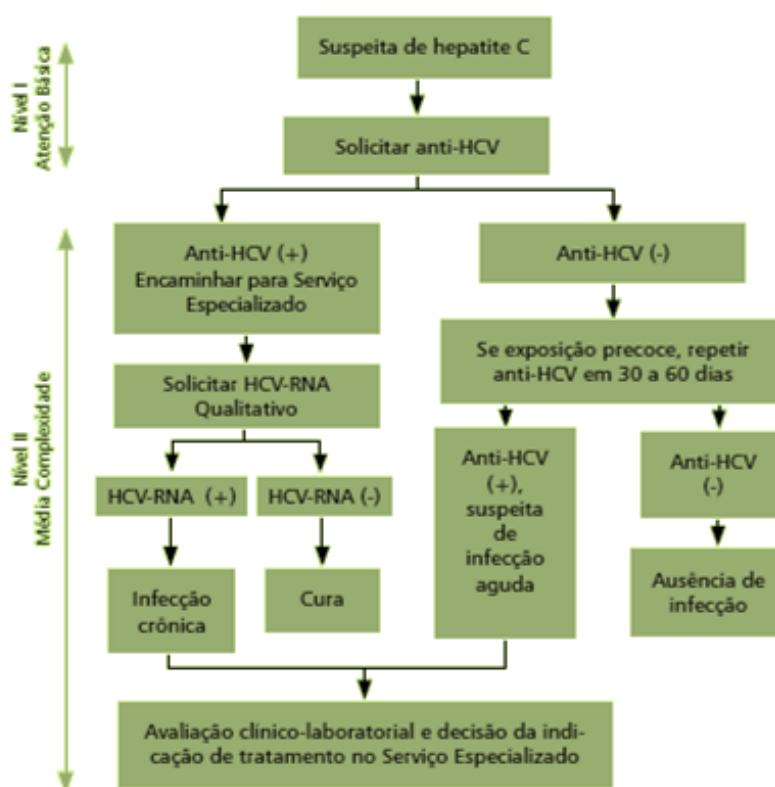 Nível I
Atenção Básica
Suspeita de hepatite C
Solicitar anti-HCV
Nível II
Média Complexidade
Anti-HCV (+)
Encaminhar para Serviço
Especializado
Anti-HCV (-)
Solicitar HCV-RNA
Qualitativo
Se exposição precoce, repetir
anti-HCV em 30 a 60 dias
HCV-RNA (+)
HCV-RNA (-)
Anti-HCV
(+),
suspeita
de
infecção
aguda
Anti-HCV
(-)
Infecção
crônica
Cura
Ausência de
infecção
Avaliação clínico-laboratorial e decisão da indi-
cação de tratamento no Serviço Especializado